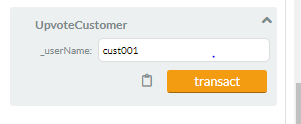 UpvoteCustomer
_userName: cust001
transact